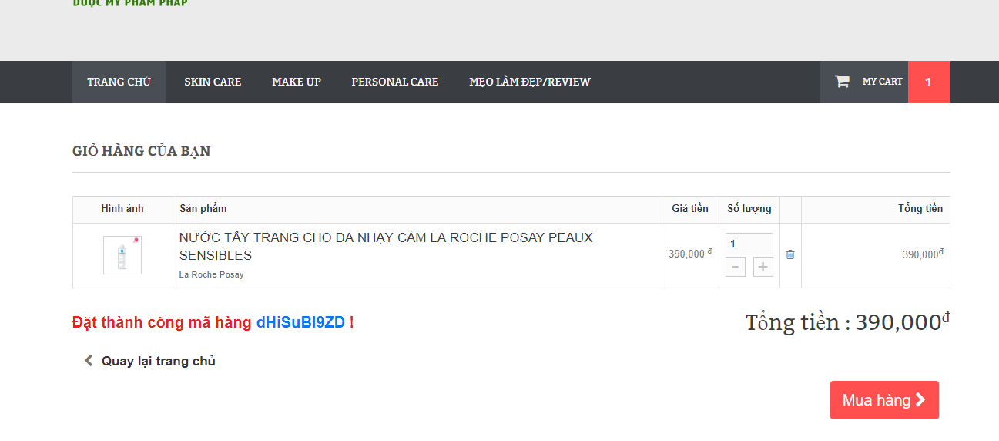 DƯỢC MỸ PHẨM PHÁP
TRANG CHỦ SKIN CARE MAKE UP PERSONAL CARE MẸO LÀM ĐẸP/REVIEW MY CART 1
GIỎ HÀNG CỦA BẠN
Hình ảnh Sản phẩm Giá tiền Số lượng Tổng tiền
NƯỚC TẨY TRANG CHO DA NHẠY CẢM LA ROCHE POSAY PEAUX
SENSIBLES
La Roche Posay
390,000 đ
1
- +
390,000đ
Đặt thành công mã hàng dHiSuBI9ZD !
Tổng tiền : 390,000đ
Quay lại trang chủ
Mua hàng